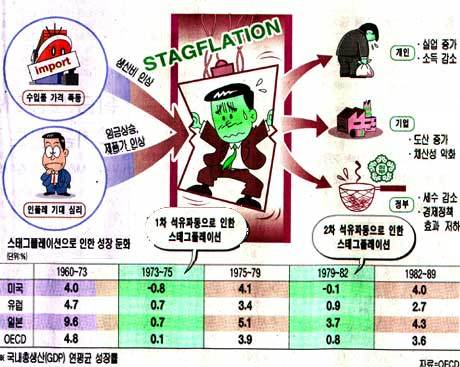 STAGFLATION
import
수입품 가격 폭등
생산비 인상
임금상승,
제품가 인상
인플레 기대 심리
개인
· 실업 증가
· 소득 감소
기업
· 도산 증가
· 채산성 악화
정부
· 세수 감소
· 경제정책
효과 저하
1차 석유파동으로 인한
스태그플레이션
2차 석유파동으로 인한
스태그플레이션
스태그플레이션으로 인한 성장 둔화
(단위:%)
1960~73 1973~75 1975~79 1979~82 1982~89
미국 4.0 -0.8 4.1 -0.1 4.0
유럽 4.7 0.7 3.4 0.9 2.7
일본 9.6 0.7 5.1 3.7 4.3
OECD 4.8 0.1 3.9 0.8 3.6
※ 국내총생산(GDP) 연평균 성장률
자료=OECD